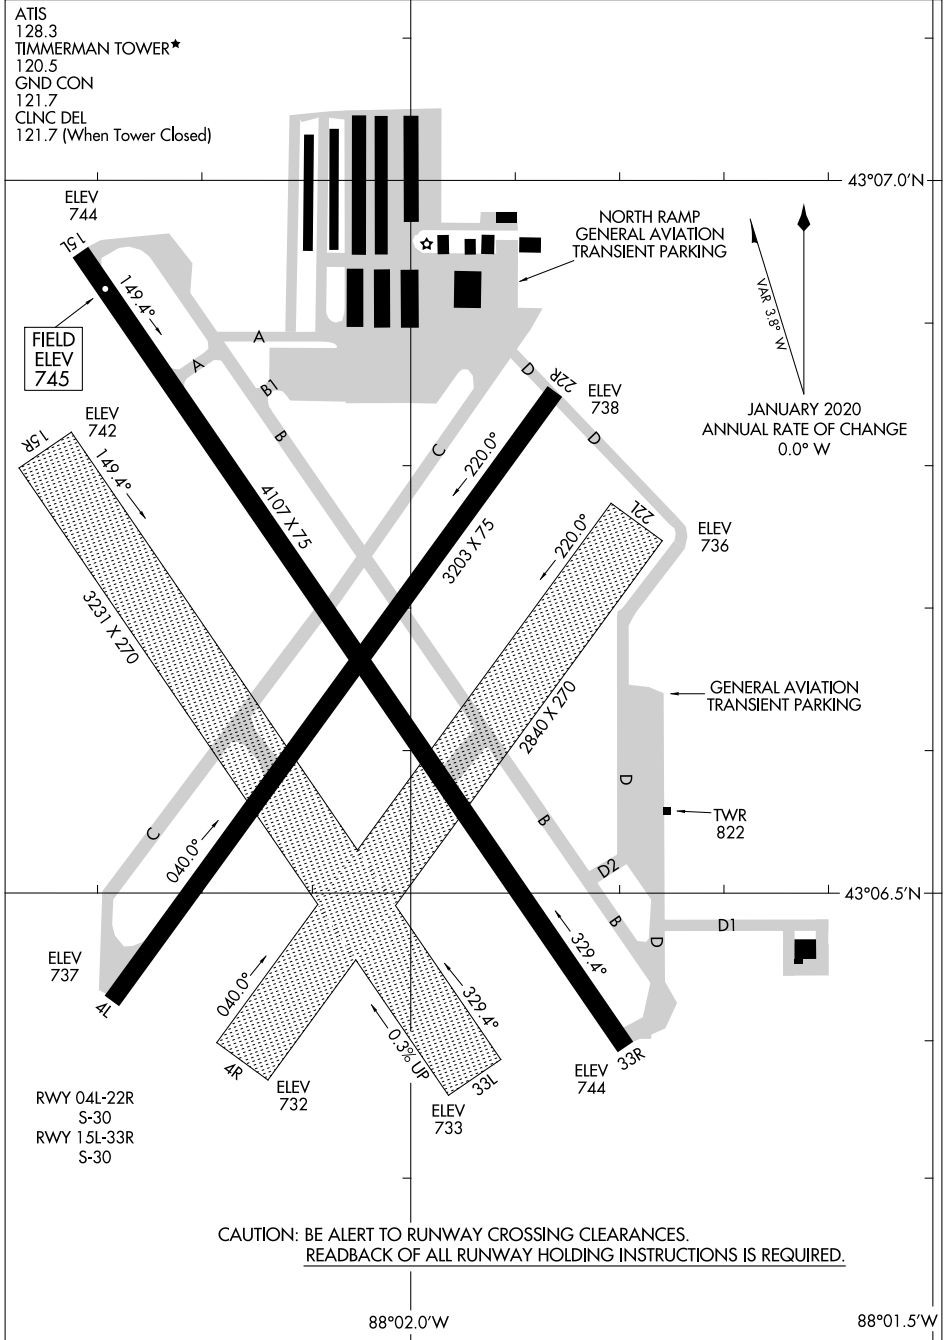 ATIS
128.3
TIMMERMAN TOWER★
120.5
GND CON
121.7
CLNC DEL
121.7 (When Tower Closed)
43°07.0'N
ELEV
744
15L
149.4°
FIELD
ELEV
745
NORTH RAMP
GENERAL AVIATION
TRANSIENT PARKING
VAR 3.8° W
JANUARY 2020
ANNUAL RATE OF CHANGE
0.0° W
A
A
B1
B
C
D
22R
ELEV
738
D
220.0°
ELEV
742
15R
149.4°
4107 X 75
3203 X 75
22L
220.0°
ELEV
736
3231 X 270
2840 X 270
GENERAL AVIATION
TRANSIENT PARKING
D
TWR
822
C
040.0°
B
D2
43°06.5'N
B
D
D1
329.4°
ELEV
737
4L
040.0°
329.4°
0.3% UP
4R
ELEV
732
33L
ELEV
733
33R
ELEV
744
RWY 04L-22R
S-30
RWY 15L-33R
S-30
CAUTION: BE ALERT TO RUNWAY CROSSING CLEARANCES.
READBACK OF ALL RUNWAY HOLDING INSTRUCTIONS IS REQUIRED.
88°02.0'W
88°01.5'W